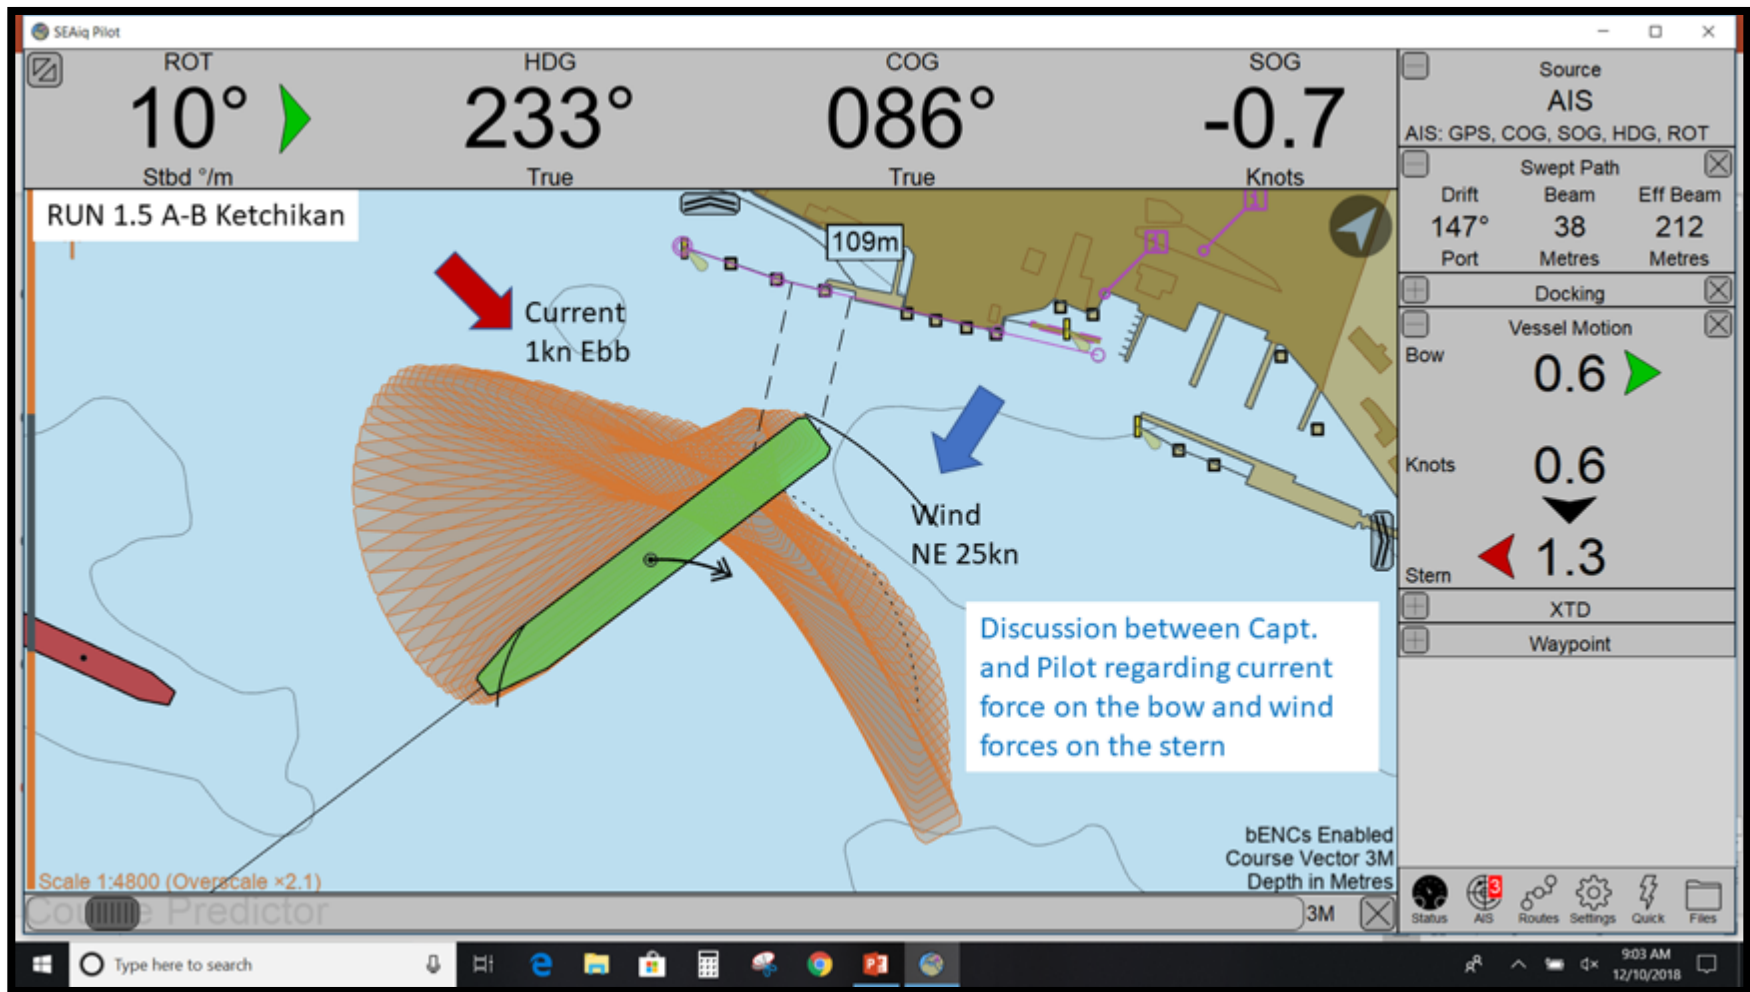 SEAiq Pilot
ROT
10°
Stbd °/m
HDG
233°
True
COG
086°
True
SOG
-0.7
Knots
RUN 1.5 A-B Ketchikan
109m
1
1
Current
1kn Ebb
Wind
NE 25kn
Discussion between Capt.
and Pilot regarding current
force on the bow and wind
forces on the stern
bENCs Enabled
Course Vector 3M
Depth in Metres
Scale 1:4800 (Overscale ×2.1)
Course Predictor
3M
Source
AIS
AIS: GPS, COG, SOG, HDG, ROT
Swept Path
Drift Beam Eff Beam
147° 38 212
Port Metres Metres
Docking
Vessel Motion
Bow 0.6
Knots 0.6
Stern 1.3
XTD
Waypoint
3
Status AIS Routes Settings Quick Files
Type here to search
9:03 AM
12/10/2018